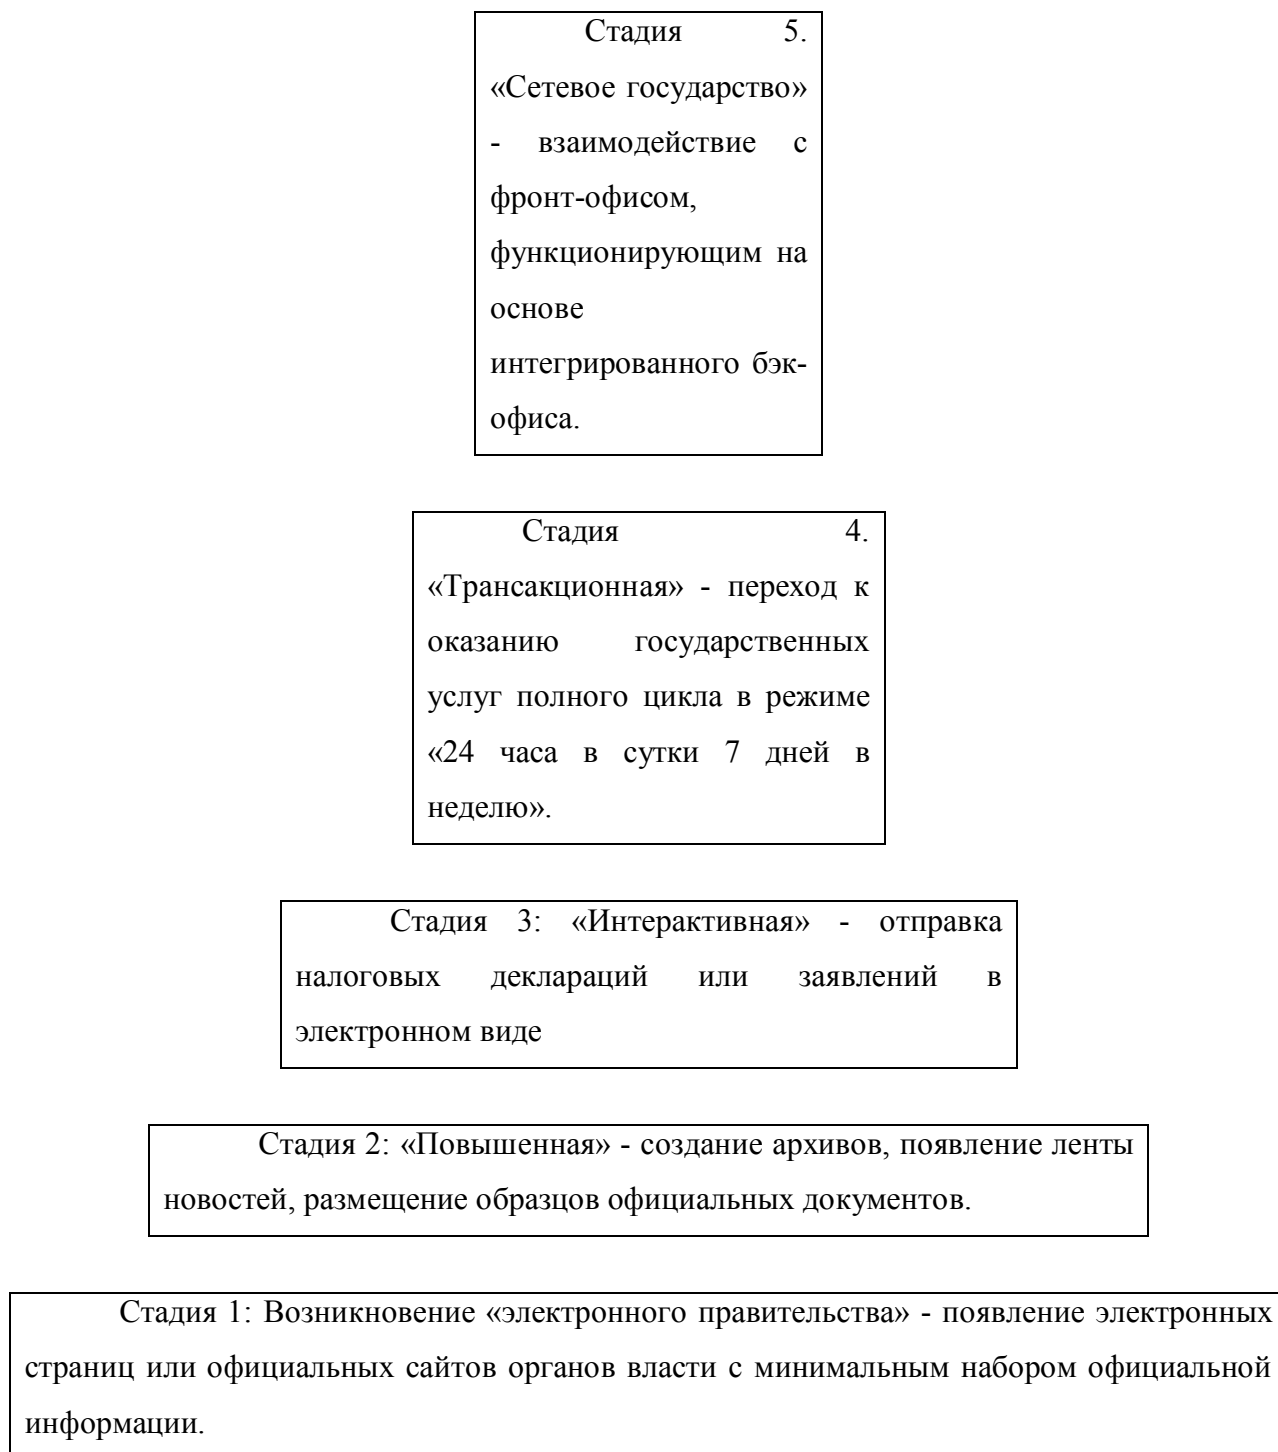 Стадия 5.
«Сетевое государство»
- взаимодействие с
фронт-офисом,
функционирующим на
основе
интегрированного бэк-
офиса.
Стадия 4.
«Трансакционная» - переход к
оказанию государственных
услуг полного цикла в режиме
«24 часа в сутки 7 дней в
неделю».
Стадия 3: «Интерактивная» - отправка
налоговых деклараций или заявлений в
электронном виде
Стадия 2: «Повышенная» - создание архивов, появление ленты
новостей, размещение образцов официальных документов.
Стадия 1: Возникновение «электронного правительства» - появление электронных
страниц или официальных сайтов органов власти с минимальным набором официальной
информации.